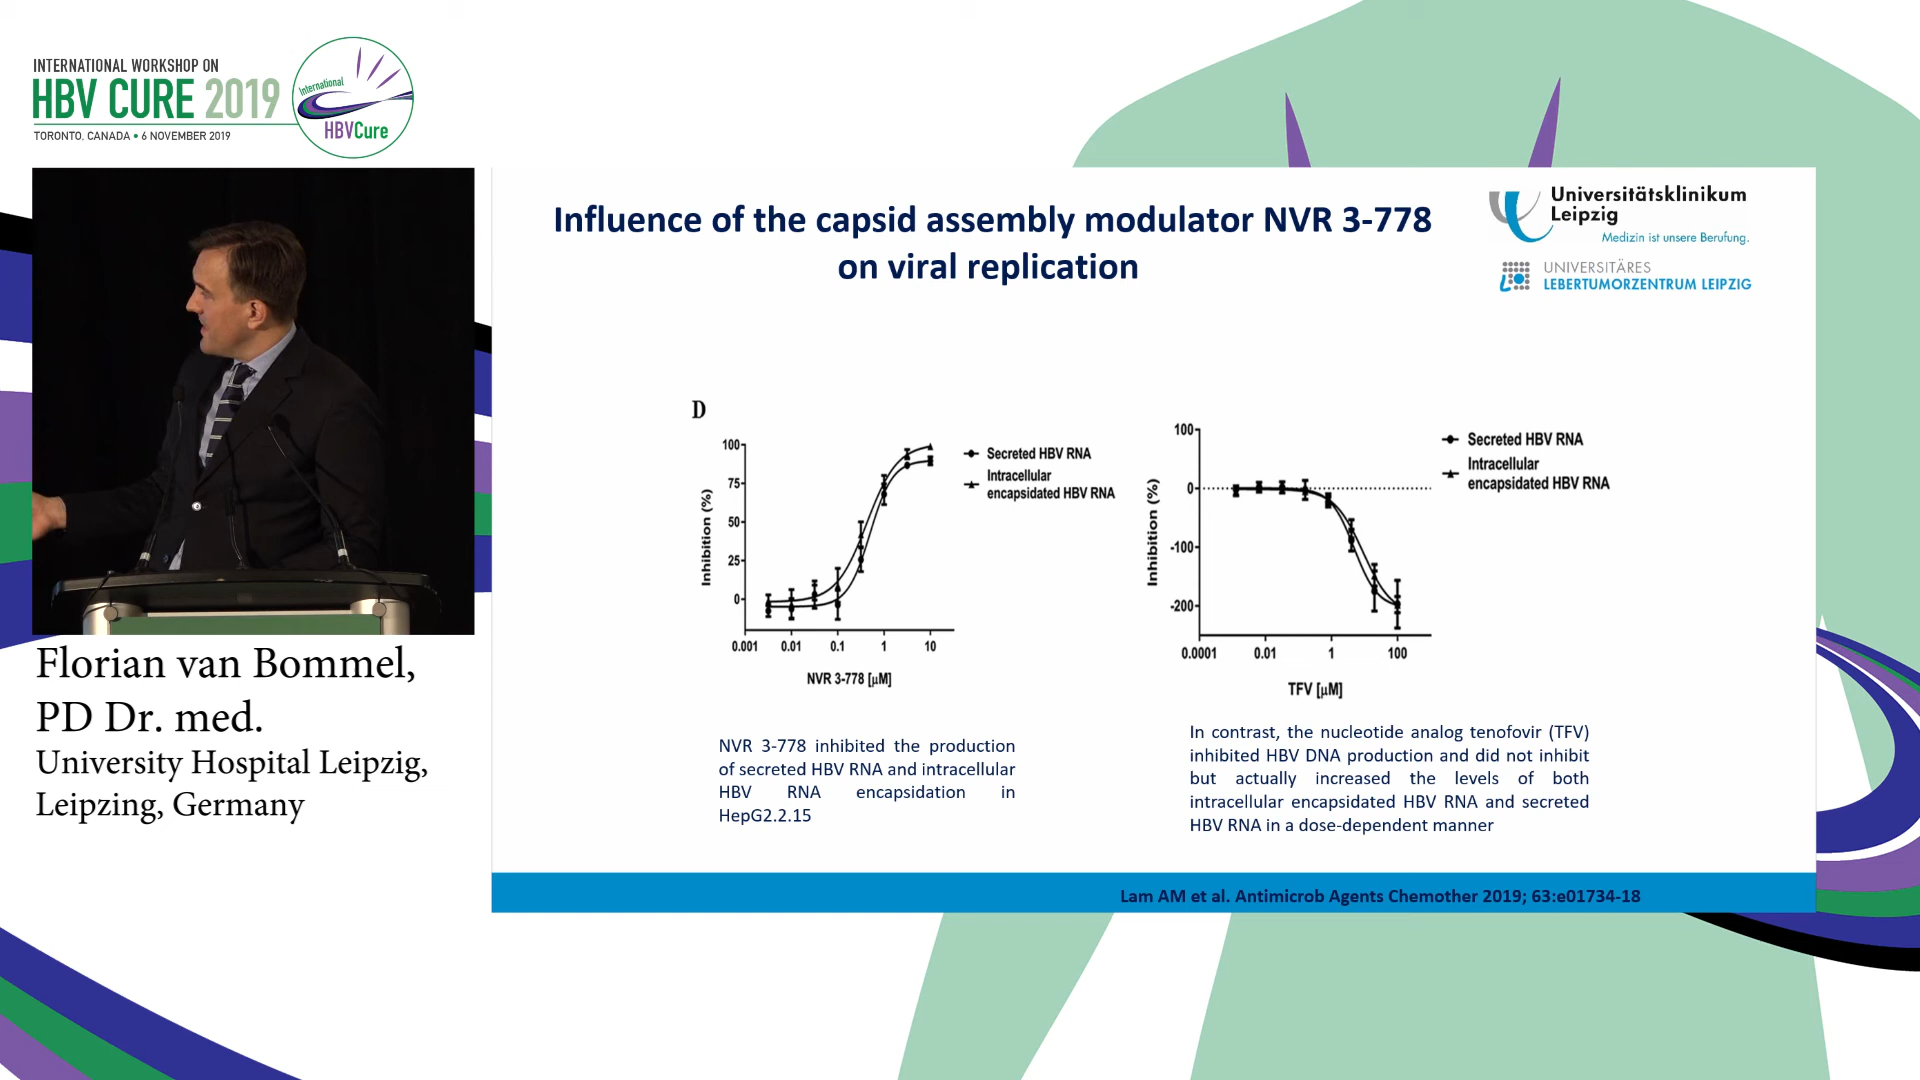 INTERNATIONAL WORKSHOP ON
HBV CURE 2019
TORONTO, CANADA • 6 NOVEMBER 2019
International
HBVCure
Florian van Bommel,
PD Dr. med.
University Hospital Leipzig,
Leipzing, Germany
Influence of the capsid assembly modulator NVR 3-778
on viral replication
Universitätsklinikum
Leipzig
Medizin ist unsere Berufung.
UNIVERSITÄRES
LEBERTUMORZENTRUM LEIPZIG
D
100
75
50
25
0
Inhibition (%)
0.001 0.01 0.1 1 10
NVR 3-778 [µM]
Secreted HBV RNA
Intracellular
encapsidated HBV RNA
100
0
-100
-200
Inhibition (%)
0.0001 0.01 1 100
TFV [µM]
Secreted HBV RNA
Intracellular
encapsidated HBV RNA
NVR 3-778 inhibited the production
of secreted HBV RNA and intracellular
HBV RNA encapsidation in
HepG2.2.15
In contrast, the nucleotide analog tenofovir (TFV)
inhibited HBV DNA production and did not inhibit
but actually increased the levels of both
intracellular encapsidated HBV RNA and secreted
HBV RNA in a dose-dependent manner
Lam AM et al. Antimicrob Agents Chemother 2019; 63:e01734-18